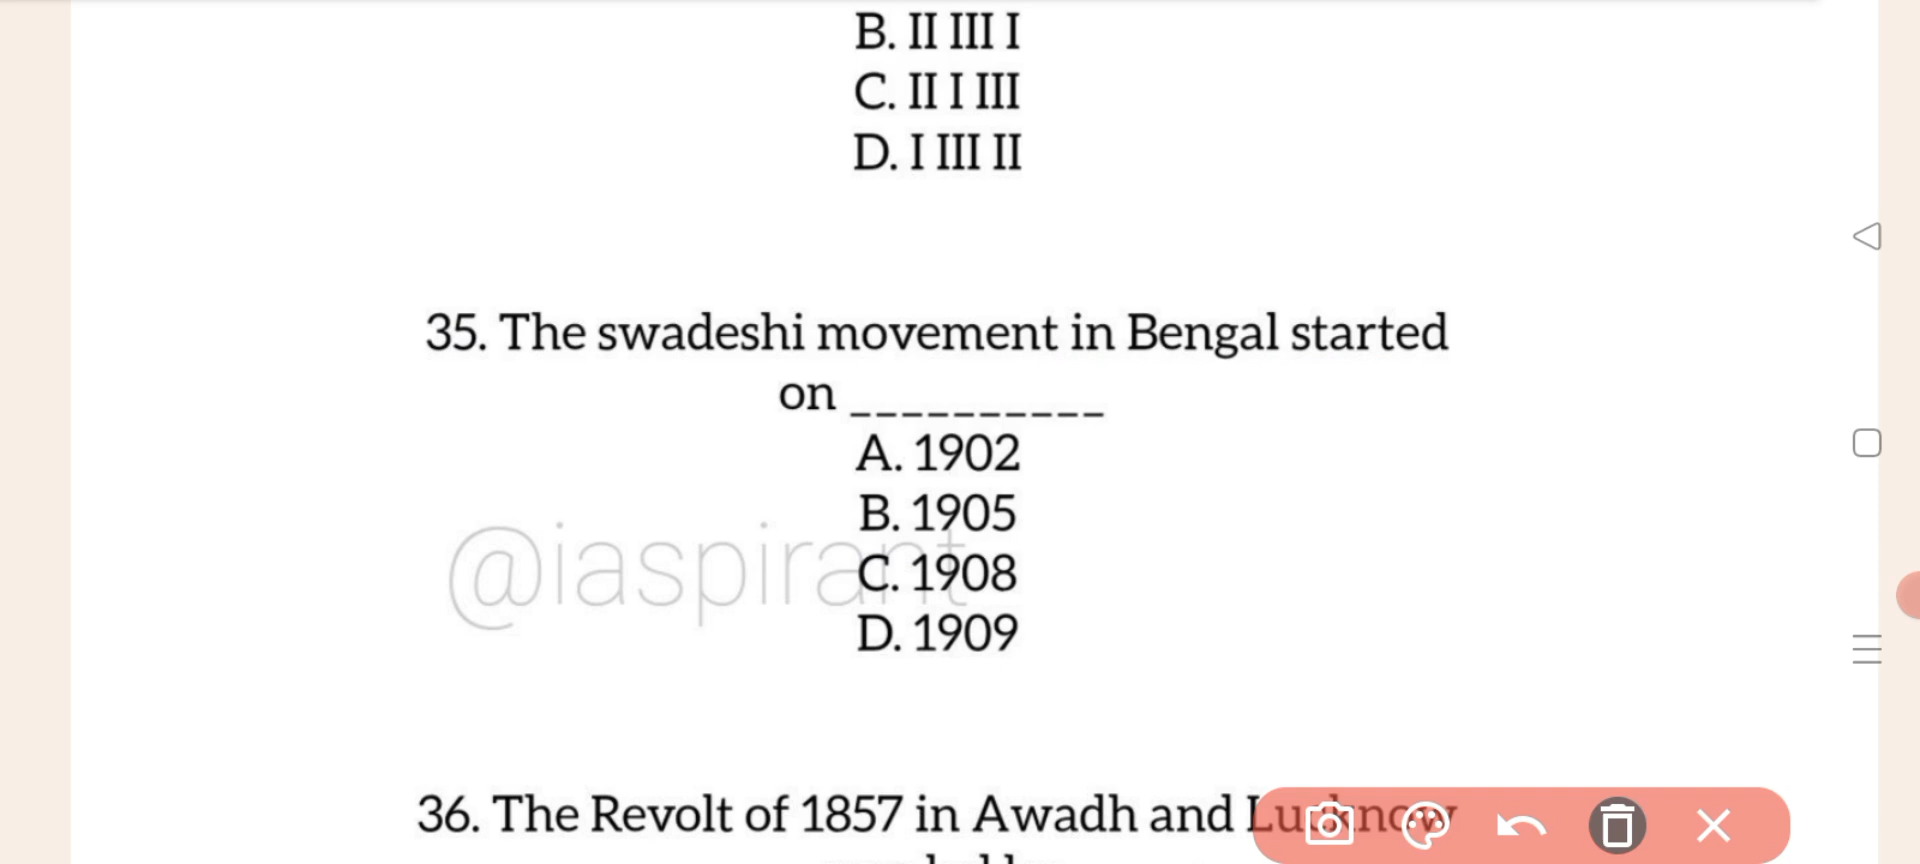 B. II III I
C. II I III
D. I III II
35. The swadeshi movement in Bengal started
on __________
A. 1902
B. 1905
@iaspirant
C. 1908
D. 1909
36. The Revolt of 1857 in Awadh and Lucknow